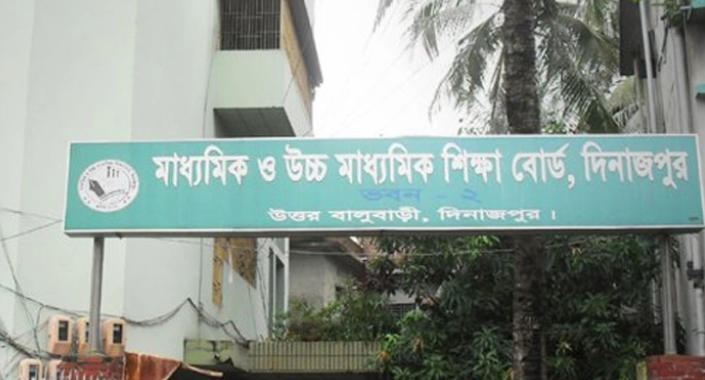 মাধ্যমিক ও উচ্চ মাধ্যমিক শিক্ষা বোর্ড, দিনাজপুর
ভবন - ২
উত্তর বালুবাড়ী, দিনাজপুর।